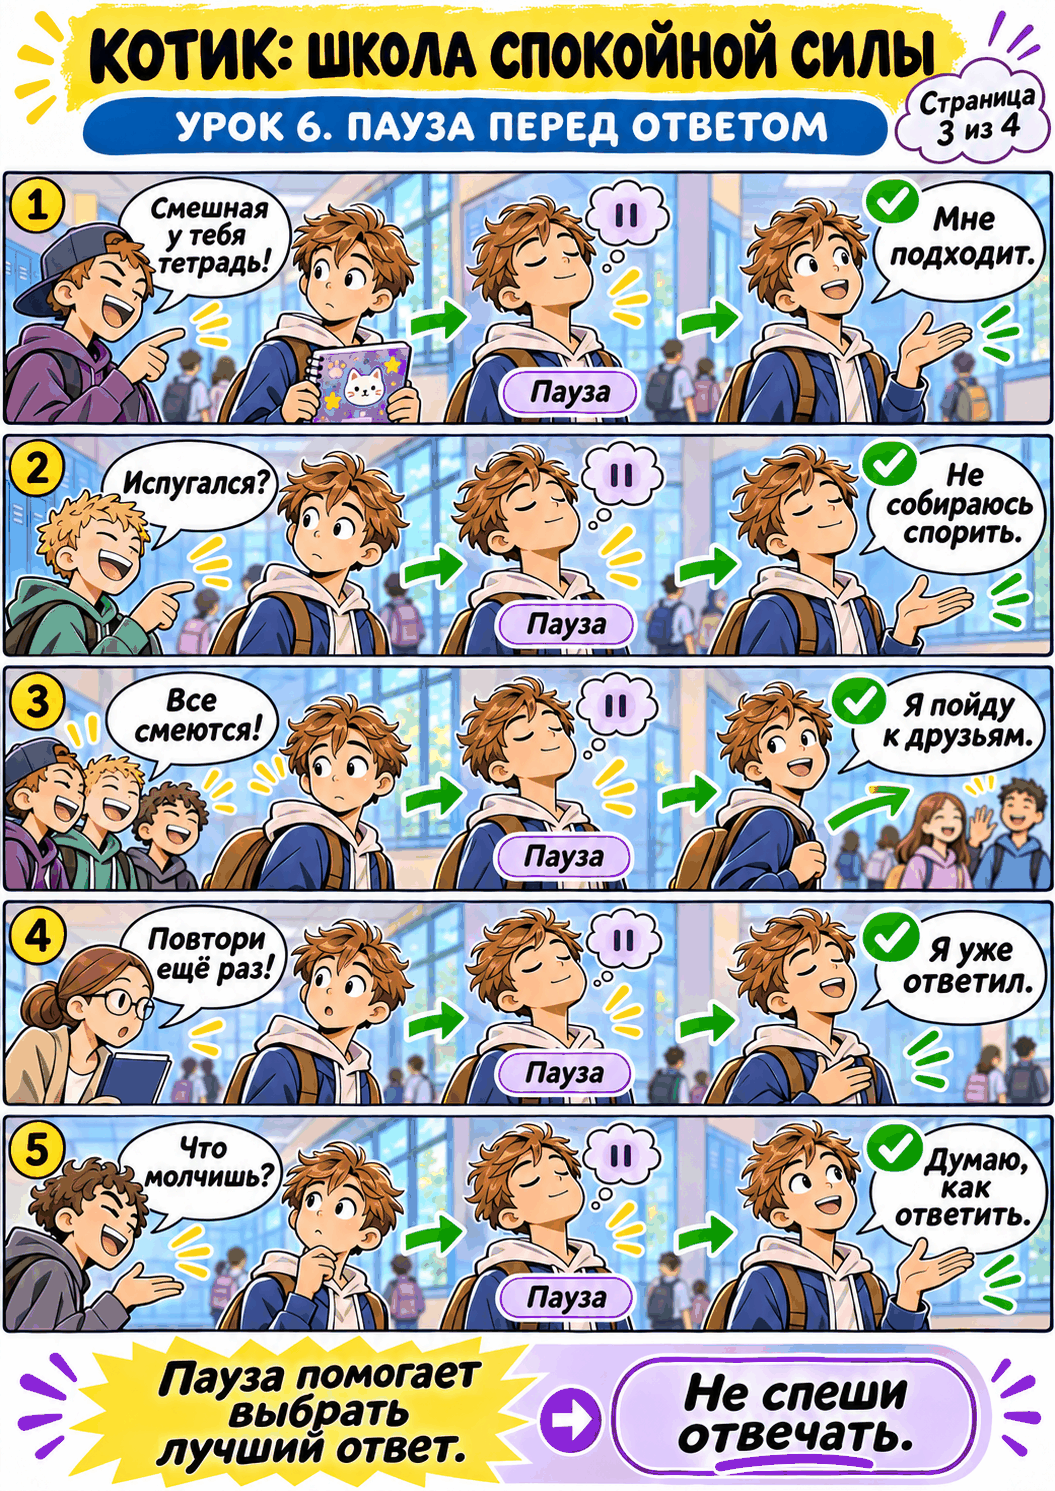 КОТИК: ШКОЛА СПОКОЙНОЙ СИЛЫ
УРОК 6. ПАУЗА ПЕРЕД ОТВЕТОМ
Страница
3 из 4
1
Смешная
у тебя
тетрадь!
Пауза
Мне
подходит.
2
Испугался?
Пауза
Не
собираюсь
спорить.
3
Все
смеются!
Пауза
Я пойду
к друзьям.
4
Повтори
ещё раз!
Пауза
Я уже
ответил.
5
Что
молчишь?
Пауза
Думаю,
как
ответить.
Пауза помогает
выбрать
лучший ответ.
Не спеши
отвечать.